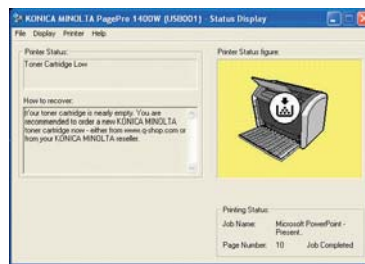 KONICA MINOLTA PagePro 1400W (USB001) - Status Display
File Display Printer Help
Printer Status:
Toner Cartridge Low
How to recover:
Your toner cartridge is nearly empty. You are
recommended to order a new KONICA MINOLTA
toner cartridge now - either from www.q-shop.com or
from your KONICA MINOLTA reseller.
Printer Status figure
Printing Status:
Job Name: Microsoft PowerPoint -
Present..
Page Number: 10 Job Completed